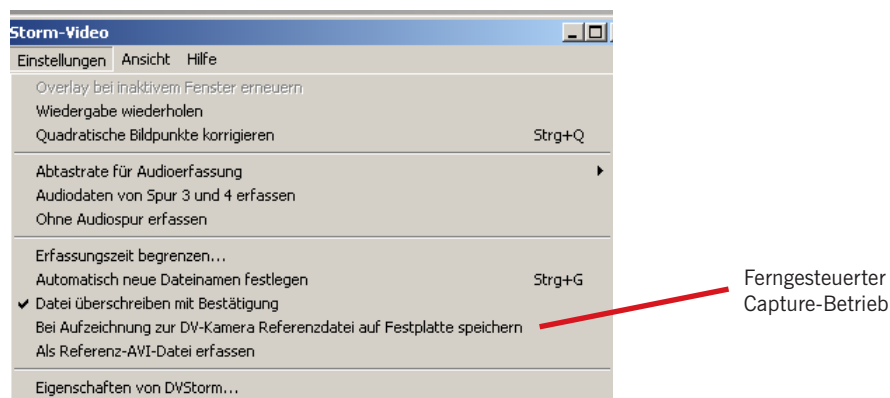 Storm-Video
Einstellungen Ansicht Hilfe
Overlay bei inaktivem Fenster erneuern
Wiedergabe wiederholen
Quadratische Bildpunkte korrigieren Strg+Q
Abtastrate für Audioerfassung
Audiodaten von Spur 3 und 4 erfassen
Ohne Audiospur erfassen
Erfassungszeit begrenzen...
Automatisch neue Dateinamen festlegen Strg+G
Datei überschreiben mit Bestätigung
Bei Aufzeichnung zur DV-Kamera Referenzdatei auf Festplatte speichern
Als Referenz-AVI-Datei erfassen
Eigenschaften von DVStorm...
Ferngesteuerter
Capture-Betrieb